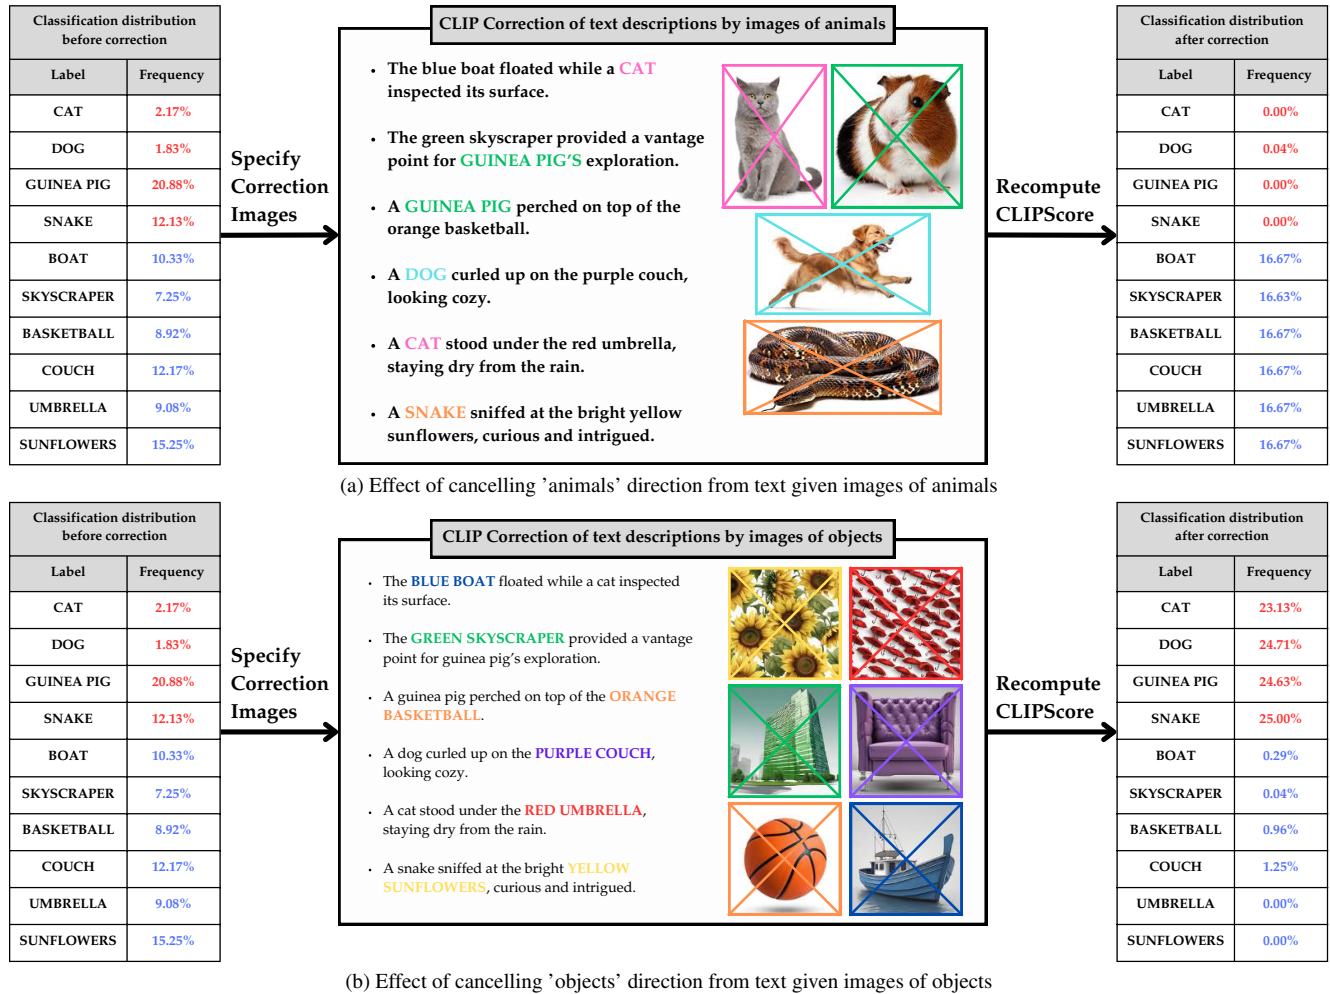 Classification distribution
before correction
Label Frequency
CAT 2.17%
DOG 1.83%
GUINEA PIG 20.88%
SNAKE 12.13%
BOAT 10.33%
SKYSCRAPER 7.25%
BASKETBALL 8.92%
COUCH 12.17%
UMBRELLA 9.08%
SUNFLOWERS 15.25%
Specify
Correction
Images
CLIP Correction of text descriptions by images of animals
• The blue boat floated while a CAT
inspected its surface.
• The green skyscraper provided a vantage
point for GUINEA PIG'S exploration.
• A GUINEA PIG perched on top of the
orange basketball.
• A DOG curled up on the purple couch,
looking cozy.
• A CAT stood under the red umbrella,
staying dry from the rain.
• A SNAKE sniffed at the bright yellow
sunflowers, curious and intrigued.
Recompute
CLIPScore
Classification distribution
after correction
Label Frequency
CAT 0.00%
DOG 0.04%
GUINEA PIG 0.00%
SNAKE 0.00%
BOAT 16.67%
SKYSCRAPER 16.63%
BASKETBALL 16.67%
COUCH 16.67%
UMBRELLA 16.67%
SUNFLOWERS 16.67%
(a) Effect of cancelling 'animals' direction from text given images of animals
Classification distribution
before correction
Label Frequency
CAT 2.17%
DOG 1.83%
GUINEA PIG 20.88%
SNAKE 12.13%
BOAT 10.33%
SKYSCRAPER 7.25%
BASKETBALL 8.92%
COUCH 12.17%
UMBRELLA 9.08%
SUNFLOWERS 15.25%
Specify
Correction
Images
CLIP Correction of text descriptions by images of objects
• The BLUE BOAT floated while a cat inspected
its surface.
• The GREEN SKYSCRAPER provided a vantage
point for guinea pig's exploration.
• A guinea pig perched on top of the ORANGE
BASKETBALL.
• A dog curled up on the PURPLE COUCH,
looking cozy.
• A cat stood under the RED UMBRELLA,
staying dry from the rain.
• A snake sniffed at the bright YELLOW
SUNFLOWERS, curious and intrigued.
Recompute
CLIPScore
Classification distribution
after correction
Label Frequency
CAT 23.13%
DOG 24.71%
GUINEA PIG 24.63%
SNAKE 25.00%
BOAT 0.29%
SKYSCRAPER 0.04%
BASKETBALL 0.96%
COUCH 1.25%
UMBRELLA 0.00%
SUNFLOWERS 0.00%
(b) Effect of cancelling 'objects' direction from text given images of objects